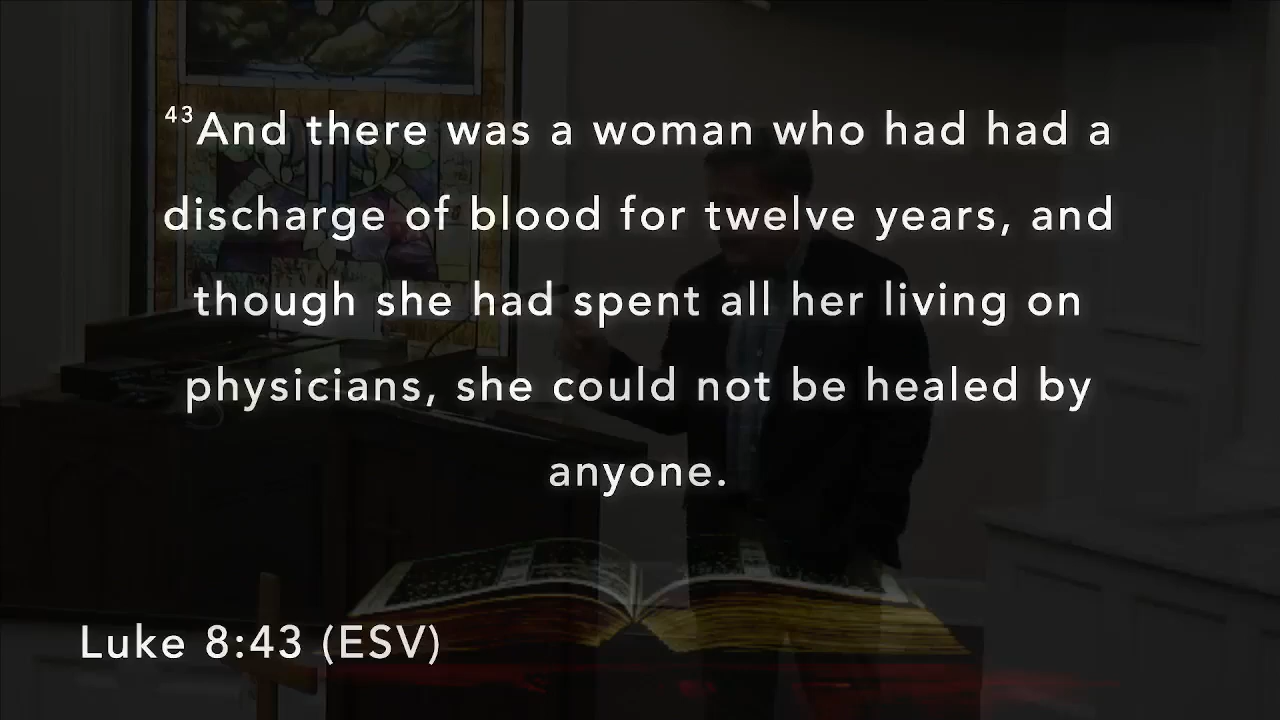 43And there was a woman who had had a
discharge of blood for twelve years, and
though she had spent all her living on
physicians, she could not be healed by
anyone.
Luke 8:43 (ESV)